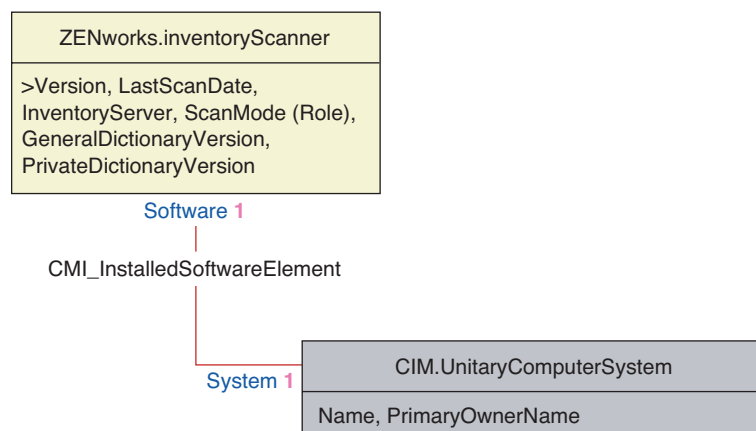 ZENworks.inventoryScanner
>Version, LastScanDate,
InventoryServer, ScanMode (Role),
GeneralDictionaryVersion,
PrivateDictionaryVersion
Software 1
CMI_InstalledSoftwareElement
System 1
CIM.UnitaryComputerSystem
Name, PrimaryOwnerName